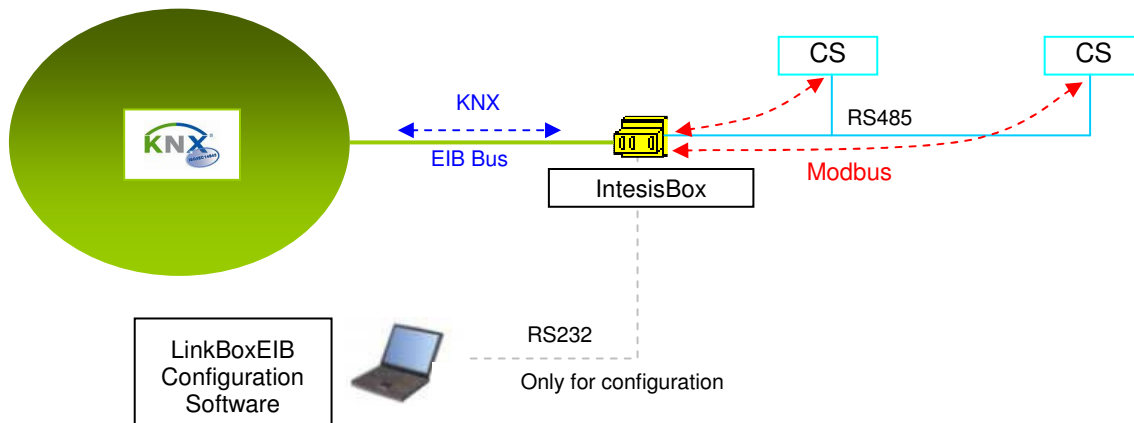 CS
CS
KNX
KNX
RS485
EIB Bus
Modbus
IntesisBox
LinkBoxEIB
Configuration
Software
RS232
Only for configuration